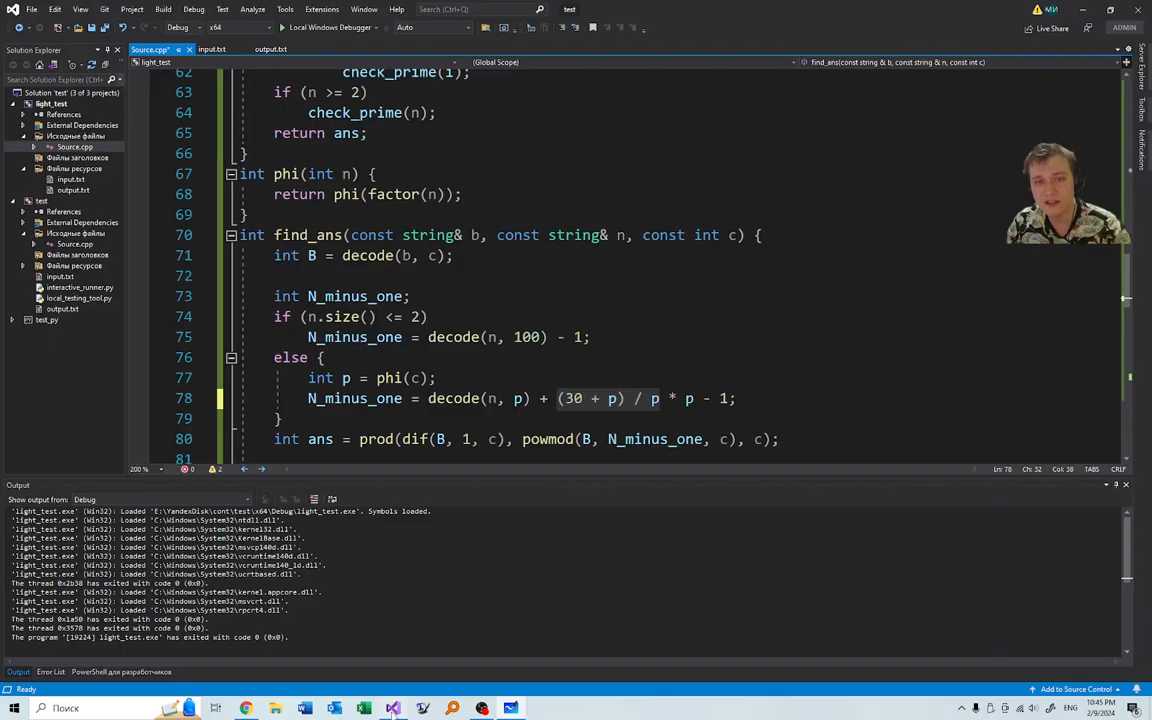 File Edit View Git Project Build Debug Test Analyze Tools Extensions Window Help Search (Ctrl+Q) test МИ
Debug x64 Local Windows Debugger Auto Live Share ADMIN
Solution Explorer
Search Solution Explorer (Ctrl+;)
Solution 'test' (3 of 3 projects)
light_test
References
External Dependencies
Исходные файлы
Source.cpp
Файлы заголовков
Файлы ресурсов
input.txt
output.txt
test
References
External Dependencies
Исходные файлы
Source.cpp
Файлы заголовков
Файлы ресурсов
input.txt
interactive_runner.py
local_testing_tool.py
output.txt
test_py
Source.cpp* input.txt output.txt
light_test (Global Scope) find_ans(const string & b, const string & n, const int c)
62 check_prime(i);
63 if (n >= 2)
64 check_prime(n);
65 return ans;
66 }
67 int phi(int n) {
68 return phi(factor(n));
69 }
70 int find_ans(const string& b, const string& n, const int c) {
71 int B = decode(b, c);
72
73 int N_minus_one;
74 if (n.size() <= 2)
75 N_minus_one = decode(n, 100) - 1;
76 else {
77 int p = phi(c);
78 N_minus_one = decode(n, p) + (30 + p) / p * p - 1;
79 }
80 int ans = prod(dif(B, 1, c), powmod(B, N_minus_one, c), c);
81
200 % 0 2 Ln: 78 Ch: 32 Col: 38 TABS CRLF
Server Explorer
Toolbox
Notifications
Output
Show output from: Debug
'light_test.exe' (Win32): Loaded 'E:\YandexDisk\cont\test\x64\Debug\light_test.exe'. Symbols loaded.
'light_test.exe' (Win32): Loaded 'C:\Windows\System32\ntdll.dll'.
'light_test.exe' (Win32): Loaded 'C:\Windows\System32\kernel32.dll'.
'light_test.exe' (Win32): Loaded 'C:\Windows\System32\KernelBase.dll'.
'light_test.exe' (Win32): Loaded 'C:\Windows\System32\msvcp140d.dll'.
'light_test.exe' (Win32): Loaded 'C:\Windows\System32\vcruntime140d.dll'.
'light_test.exe' (Win32): Loaded 'C:\Windows\System32\vcruntime140_1d.dll'.
'light_test.exe' (Win32): Loaded 'C:\Windows\System32\ucrtbased.dll'.
The thread 0x2b38 has exited with code 0 (0x0).
'light_test.exe' (Win32): Loaded 'C:\Windows\System32\kernel.appcore.dll'.
'light_test.exe' (Win32): Loaded 'C:\Windows\System32\msvcrt.dll'.
'light_test.exe' (Win32): Loaded 'C:\Windows\System32\rpcrt4.dll'.
The thread 0x1a50 has exited with code 0 (0x0).
The thread 0x3578 has exited with code 0 (0x0).
The program '[19224] light_test.exe' has exited with code 0 (0x0).
Output Error List PowerShell для разработчиков
Ready Add to Source Control
Поиск ENG 10:45 PM
2/9/2024